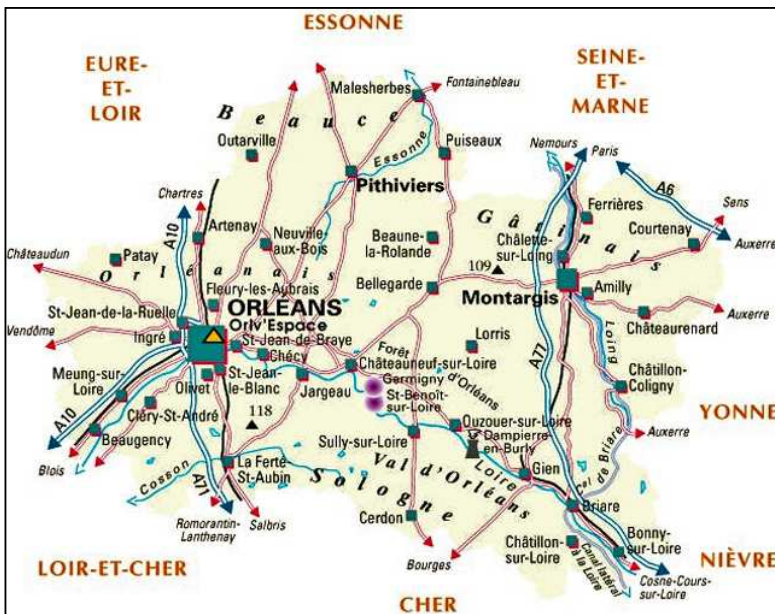 ESSONNE
EURE-
ET-
LOIR
SEINE-
ET-
MARNE
Malesherbes
Fontainebleau
Beauce
Outarville
Essonne
Puiseaux
Nemours
Paris
Pithiviers
A6
Sens
Chartres
A10
Artenay
Neuville-
aux-Bois
Beaune-
la-Rolande
Gâtinais
Ferrières
Châlette-
sur-Loing
Courtenay
Auxerre
Châteaudun
Patay
Orléanais
109
Fleury-les-Aubrais
Bellegarde
Montargis
Amilly
St-Jean-de-la-Ruelle
ORLÉANS
Orlv'Espace
Châteaurenard
Auxerre
Vendôme
Ingré
St-Jean-de-Braye
Chécy
Lorris
A77
Loing
Forêt
d'Orléans
Châteauneuf-sur-Loire
Meung-sur-
Loire
Olivet
St-Jean-
le-Blanc
Jargeau
Germigny
St-Benoît-
sur-Loire
Châtillon-
Coligny
A10
Cléry-St-André
118
Ouzouer-sur-Loire
YONNE
Beaugency
Sully-sur-Loire
Dampierre-
en-Burly
Auxerre
Blois
La Ferté-
St-Aubin
Val d'Orléans
Loire
Gien
de Briare
Cosson
A71
Sologne
Briare
Romorantin-
Lanthenay
Salbris
Cerdon
Châtillon-
sur-Loire
Bonny-
sur-Loire
Canal latéral
à la Loire
LOIR-ET-CHER
Bourges
NIÈVRE
Cosne-Cours-
sur-Loire
CHER